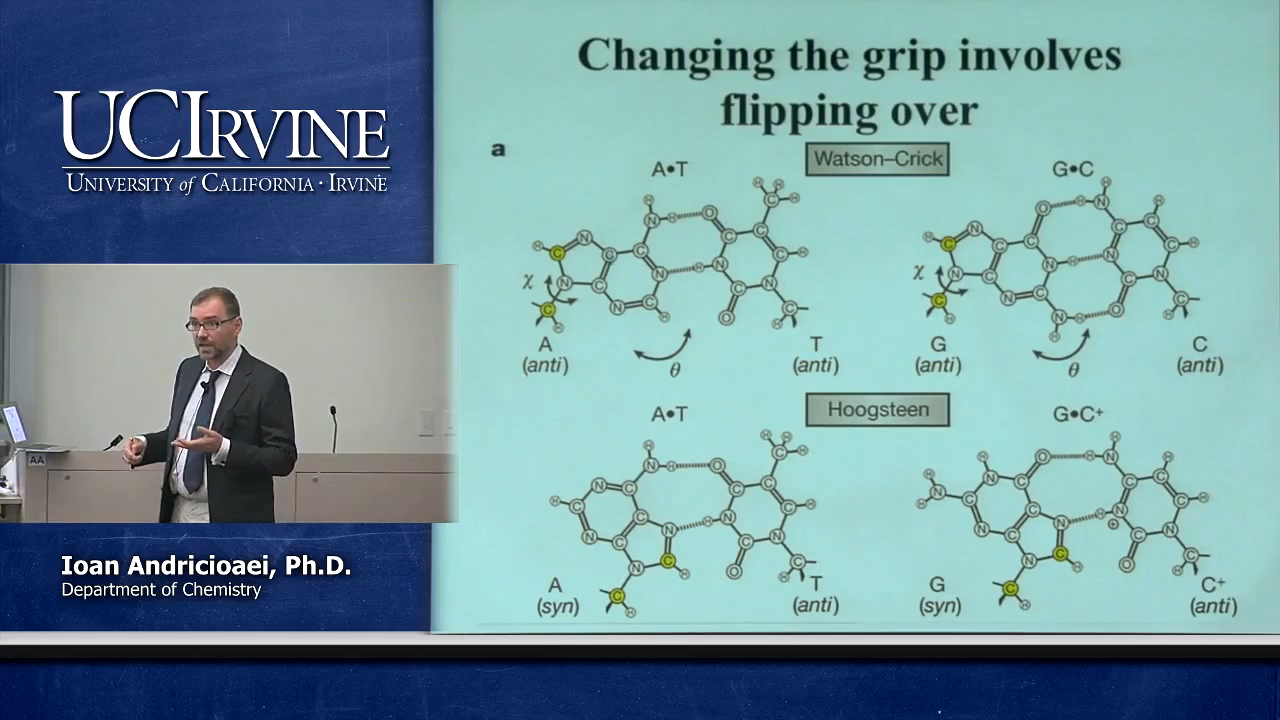 UCIRVINE
UNIVERSITY of CALIFORNIA · IRVINE
Changing the grip involves
flipping over
a
Watson–Crick
A•T
G•C
χ
χ
θ
θ
A
(anti)
T
(anti)
G
(anti)
C
(anti)
Hoogsteen
A•T
G•C⁺
A
(syn)
T
(anti)
G
(syn)
C⁺
(anti)
AA
Ioan Andricioaei, Ph.D.
Department of Chemistry